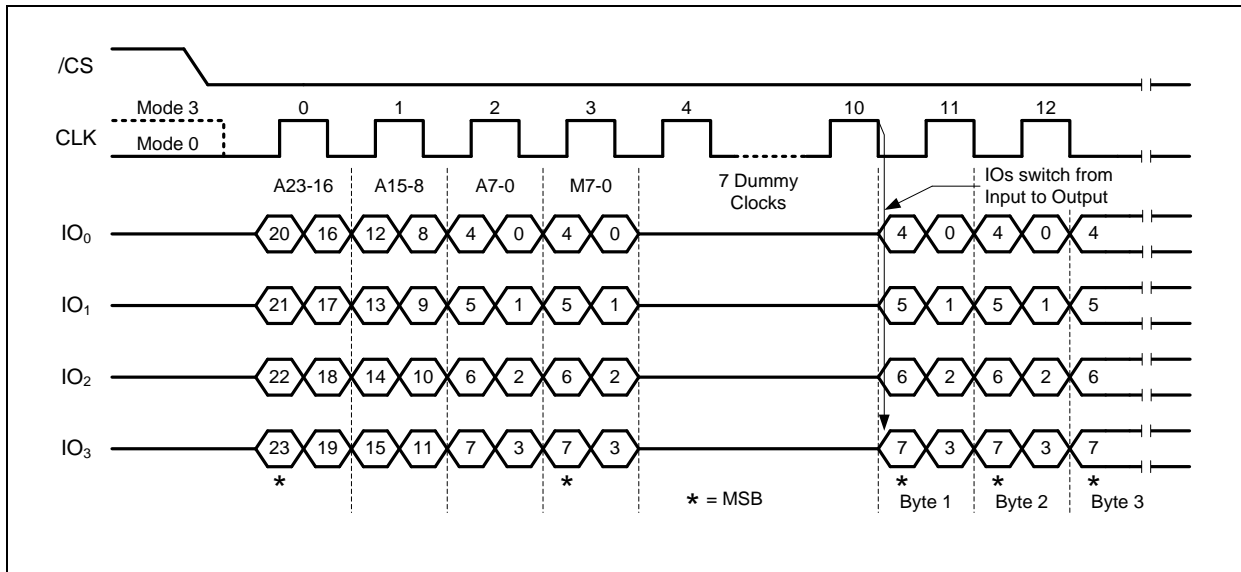 /CS
Mode 3 0 1 2 3 4 10 11 12
CLK Mode 0
A23-16 A15-8 A7-0 M7-0 7 Dummy Clocks IOs switch from Input to Output
IO0 20 16 12 8 4 0 4 0 4 0 4 0 4
IO1 21 17 13 9 5 1 5 1 5 1 5 1 5
IO2 22 18 14 10 6 2 6 2 6 2 6 2 6
IO3 23 19 15 11 7 3 7 3 7 3 7 3 7
* * * * *
* = MSB Byte 1 Byte 2 Byte 3